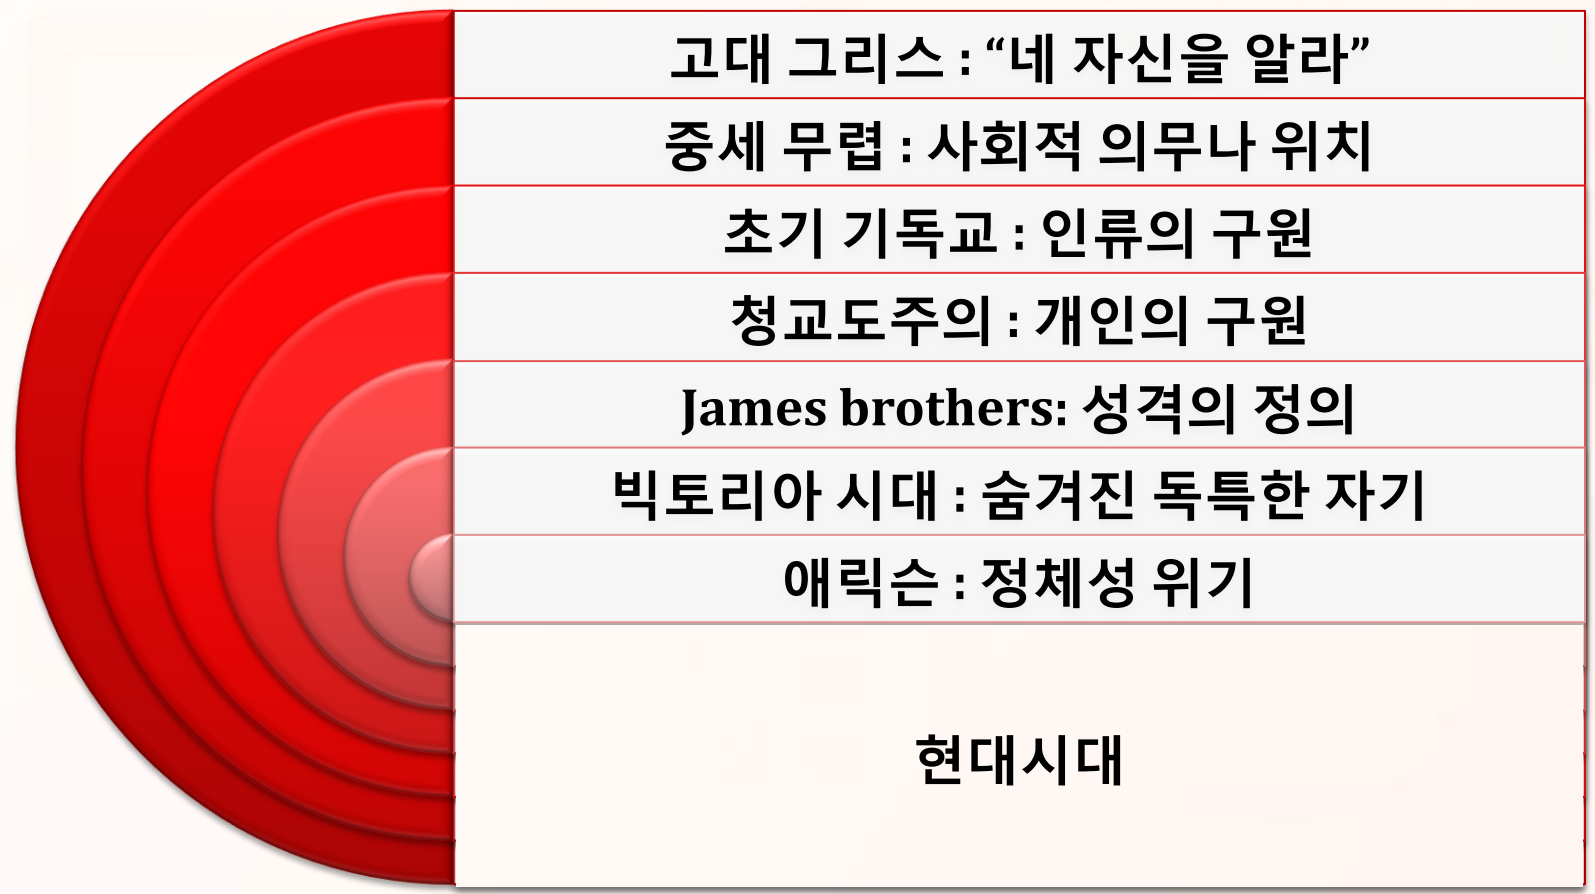 고대 그리스 : “네 자신을 알라”
중세 무렵 : 사회적 의무나 위치
초기 기독교 : 인류의 구원
청교도주의 : 개인의 구원
James brothers: 성격의 정의
빅토리아 시대 : 숨겨진 독특한 자기
애릭슨 : 정체성 위기
현대시대